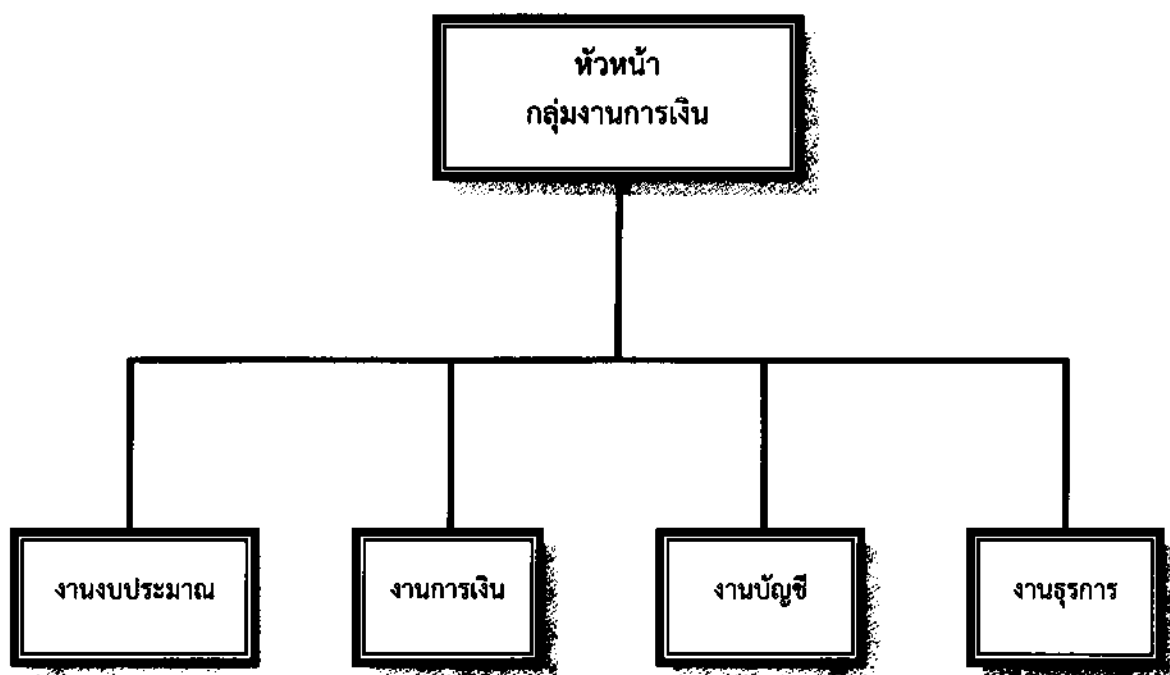 หัวหน้า
กลุ่มงานการเงิน
งานงบประมาณ
งานการเงิน
งานบัญชี
งานธุรการ